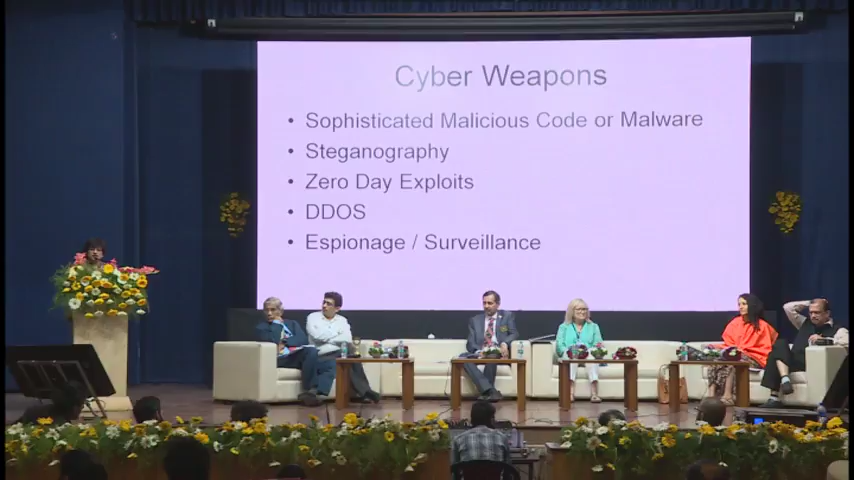 Cyber Weapons
• Sophisticated Malicious Code or Malware
• Steganography
• Zero Day Exploits
• DDOS
• Espionage / Surveillance